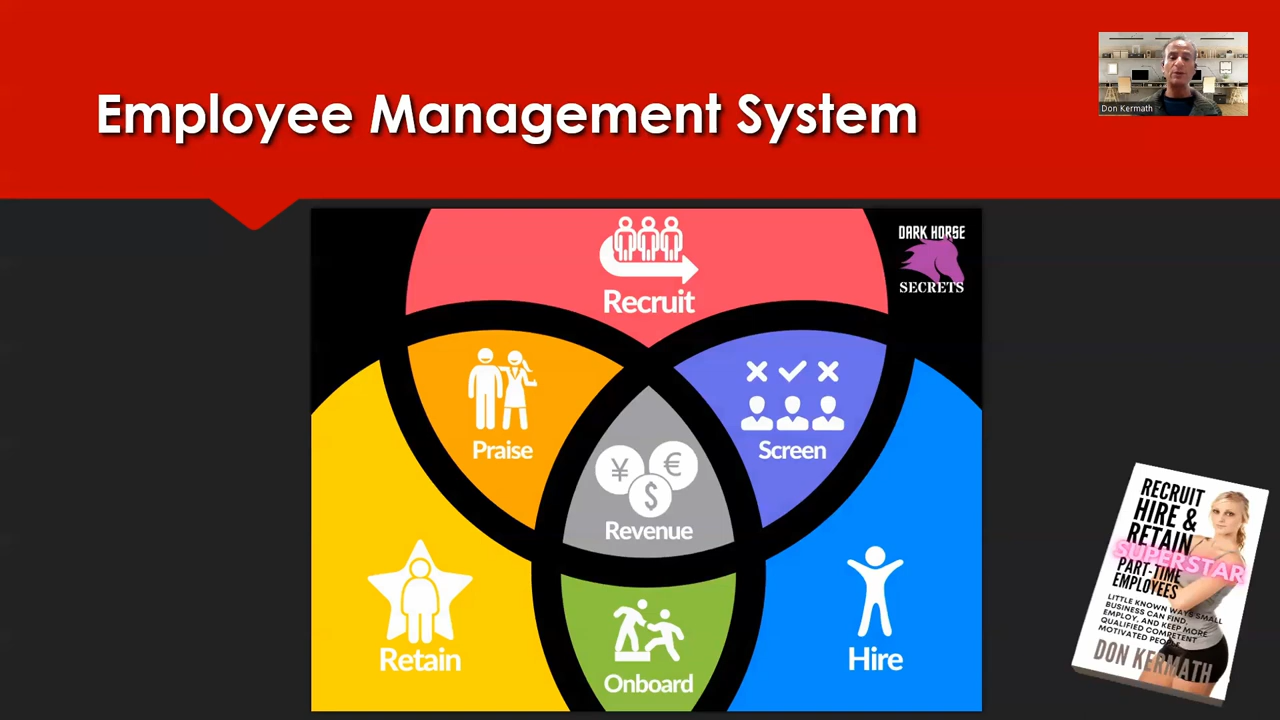 Employee Management System
Don Kermath
DARK HORSE
SECRETS
Recruit
Praise
Screen
¥
€
$
Revenue
Retain
Onboard
Hire
RECRUIT
HIRE &
RETAIN
SUPERSTAR
PART-TIME
EMPLOYEES
LITTLE KNOWN WAYS SMALL
BUSINESS CAN FIND,
EMPLOY, AND KEEP MORE
QUALIFIED COMPETENT
MOTIVATED PEOPLE
DON KERMATH